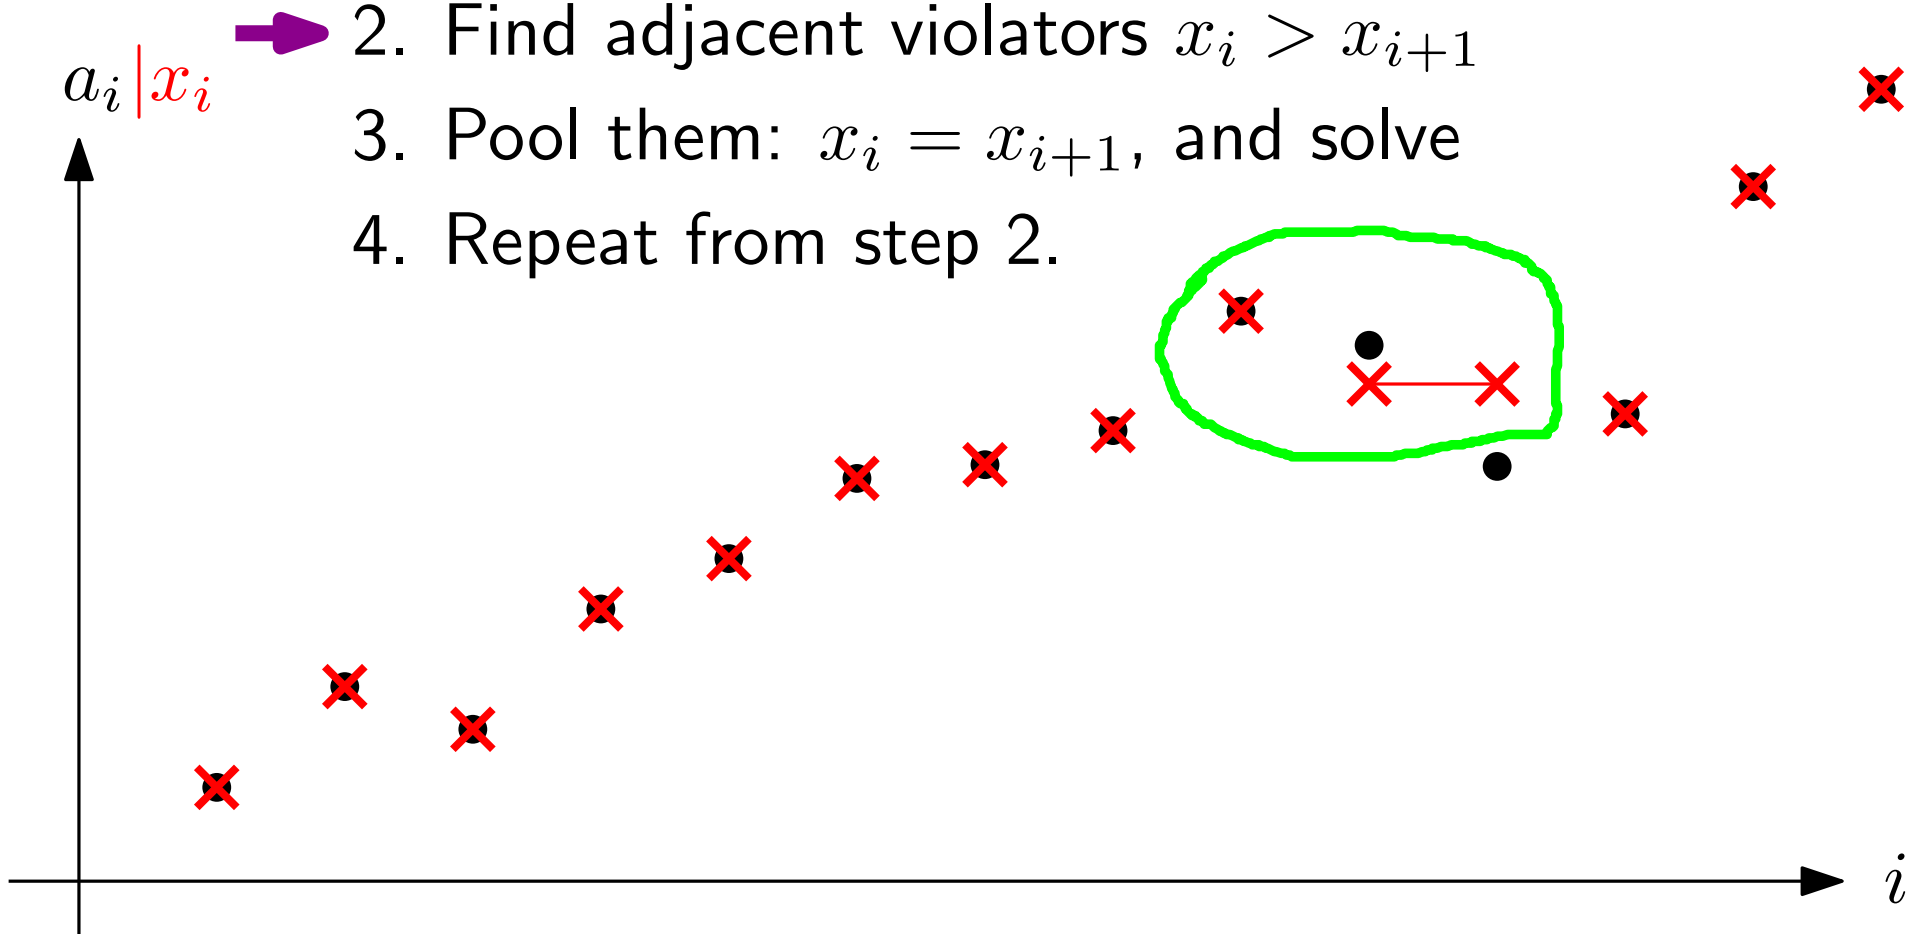 2. Find adjacent violators $x_i > x_{i+1}$
$a_i | x_i$
3. Pool them: $x_i = x_{i+1}$, and solve
4. Repeat from step 2.
$i$